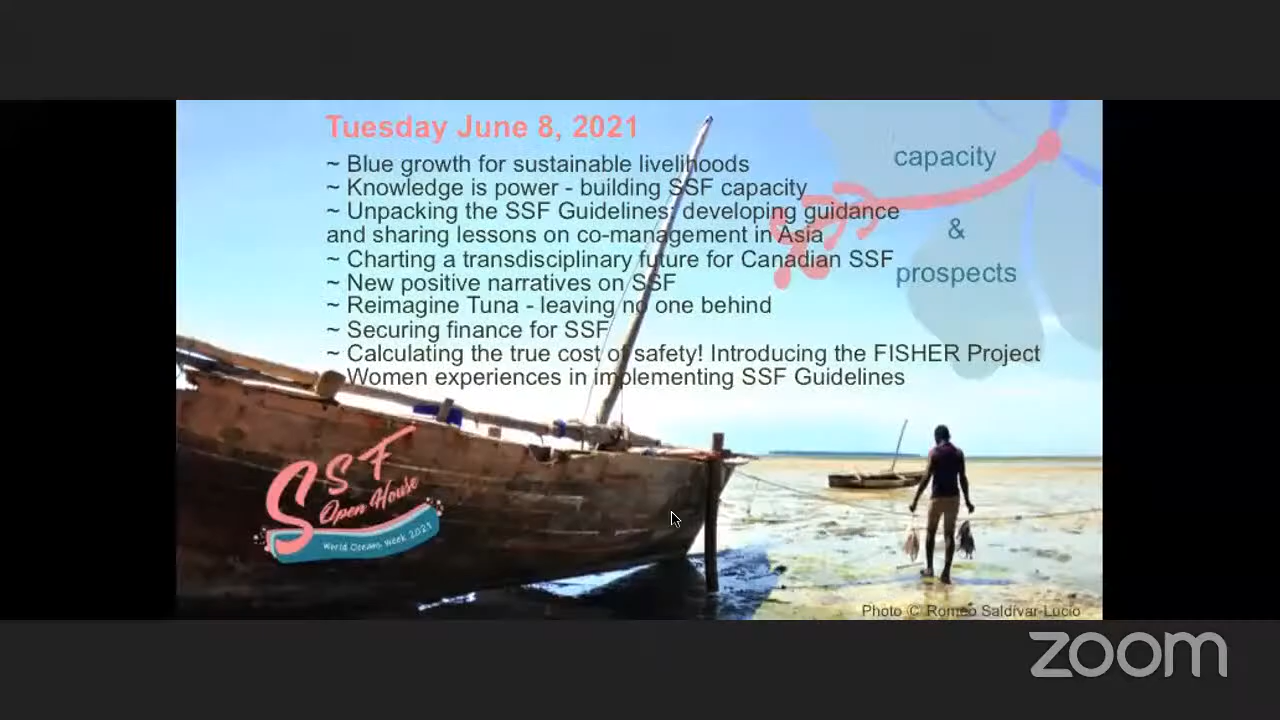 Tuesday June 8, 2021
~ Blue growth for sustainable livelihoods
~ Knowledge is power - building SSF capacity
~ Unpacking the SSF Guidelines: developing guidance
and sharing lessons on co-management in Asia
~ Charting a transdisciplinary future for Canadian SSF
~ New positive narratives on SSF
~ Reimagine Tuna - leaving no one behind
~ Securing finance for SSF
~ Calculating the true cost of safety! Introducing the FISHER Project
~ Women experiences in implementing SSF Guidelines
capacity
&
prospects
SSF
Open House
World Oceans Week 2021
Photo © Romeo Saldívar-Lucio
zoom